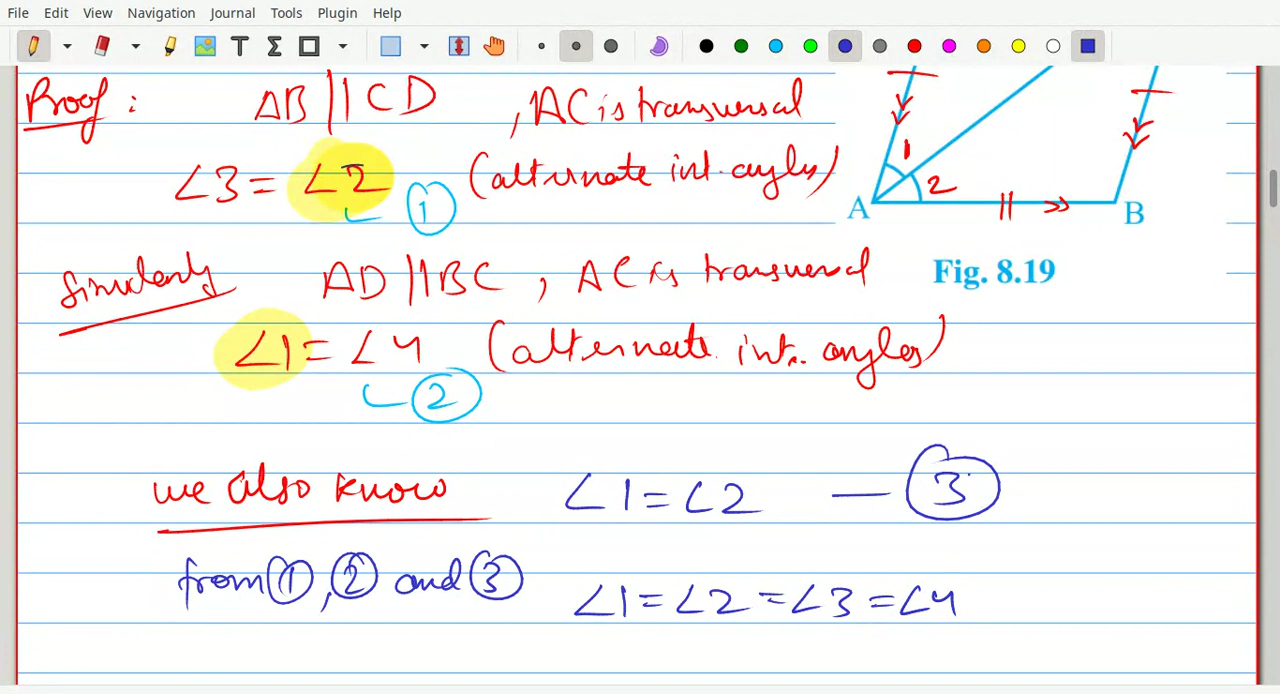 File Edit View Navigation Journal Tools Plugin Help
T Σ
Proof : AB || CD , AC is transversal
∠3 = ∠2 (alternate int. angles)
1
1
2
A B
Similarly AD || BC , AC is transversal
Fig. 8.19
∠1 = ∠4 (alternate int. angles)
2
we also know ∠1 = ∠2 — 3
from 1, 2 and 3 ∠1 = ∠2 = ∠3 = ∠4